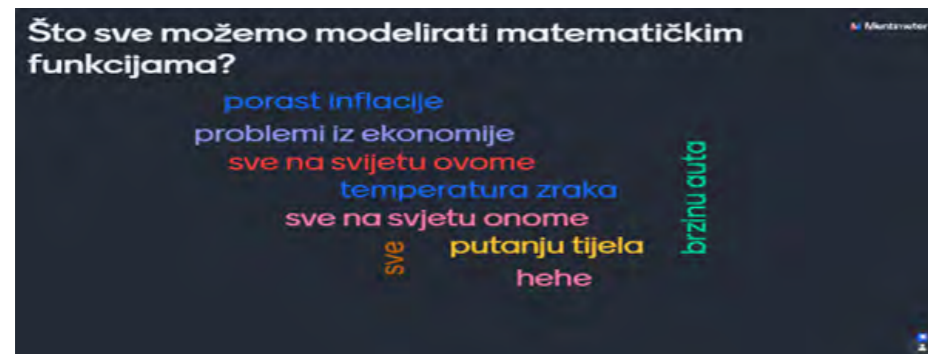 Što sve možemo modelirati matematičkim
funkcijama?
Mentimeter
porast inflacije
problemi iz ekonomije
sve na svijetu ovome
temperatura zraka
sve na svjetu onome
brzinu auta
sve
putanju tijela
hehe